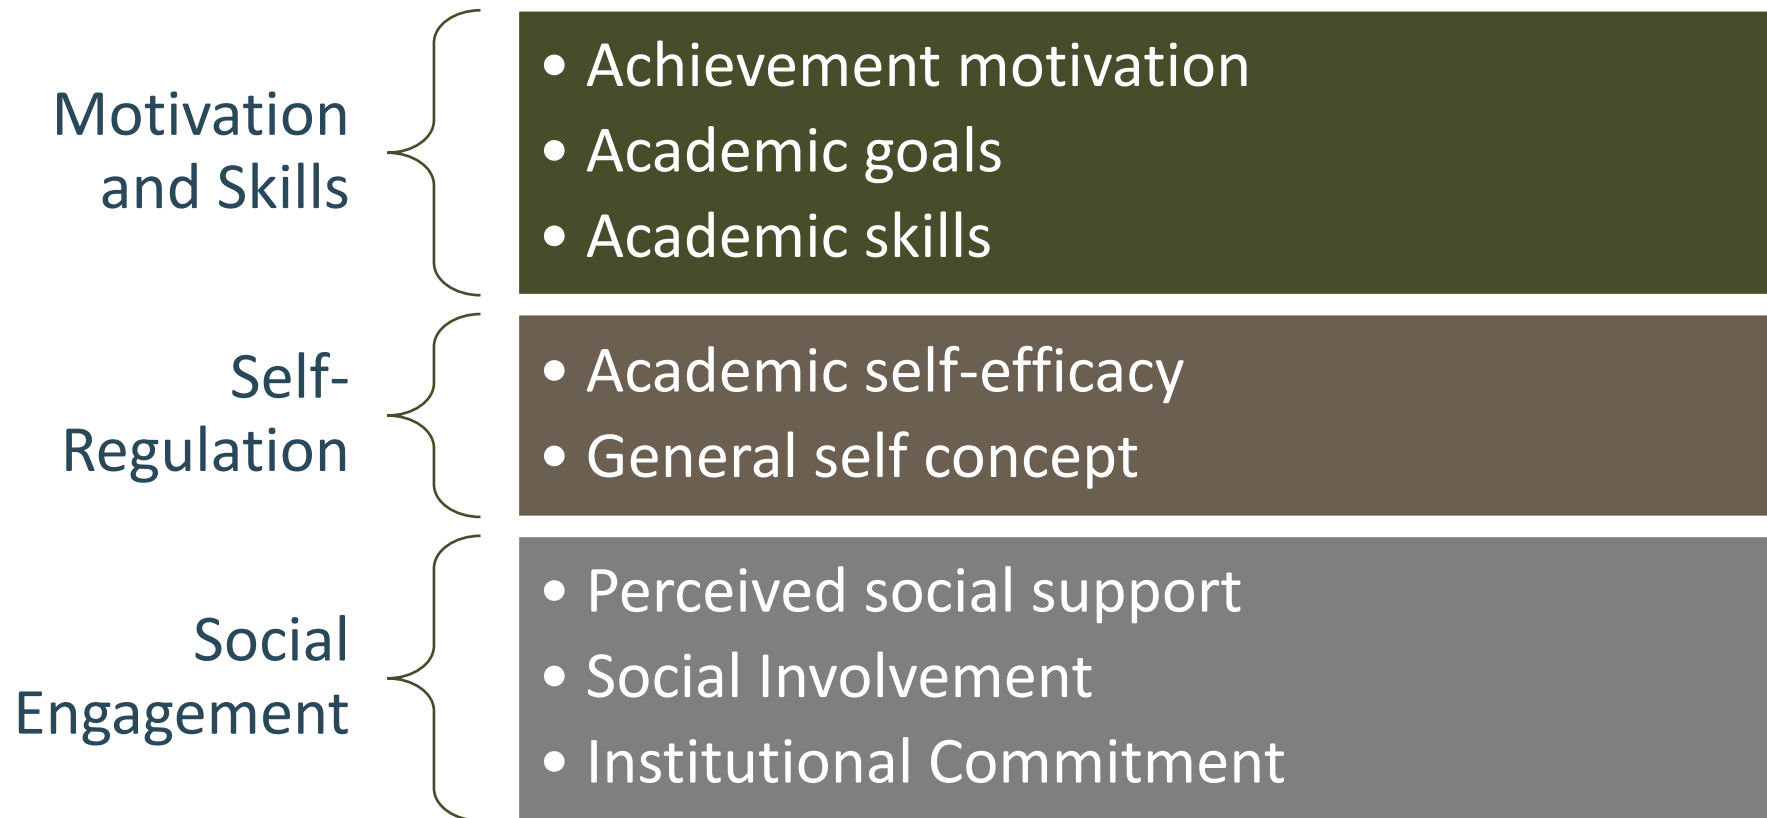 Motivation
and Skills
• Achievement motivation
• Academic goals
• Academic skills
Self-
Regulation
• Academic self-efficacy
• General self concept
Social
Engagement
• Perceived social support
• Social Involvement
• Institutional Commitment